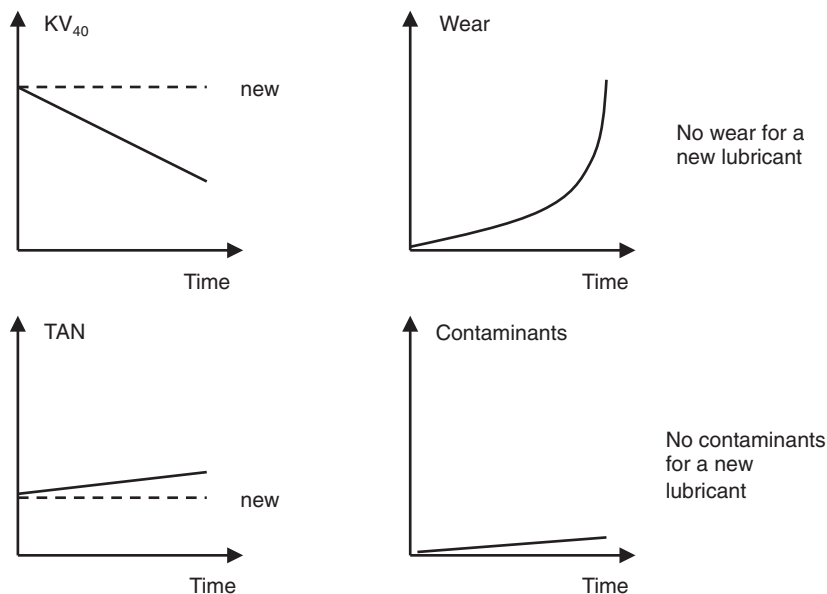 KV40
new
Time
Wear
No wear for a
new lubricant
Time
TAN
new
Time
Contaminants
No contaminants
for a new
lubricant
Time